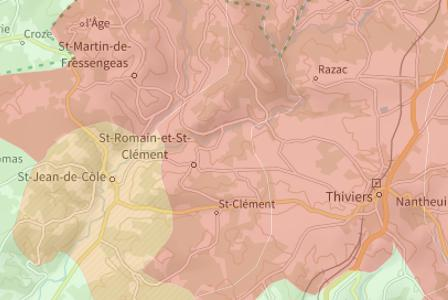 l'Âge
Croze
St-Martin-de-
Fressengeas
Razac
St-Romain-et-St-
Clément
St-Jean-de-Côle
St-Clément
Thiviers
Nantheui